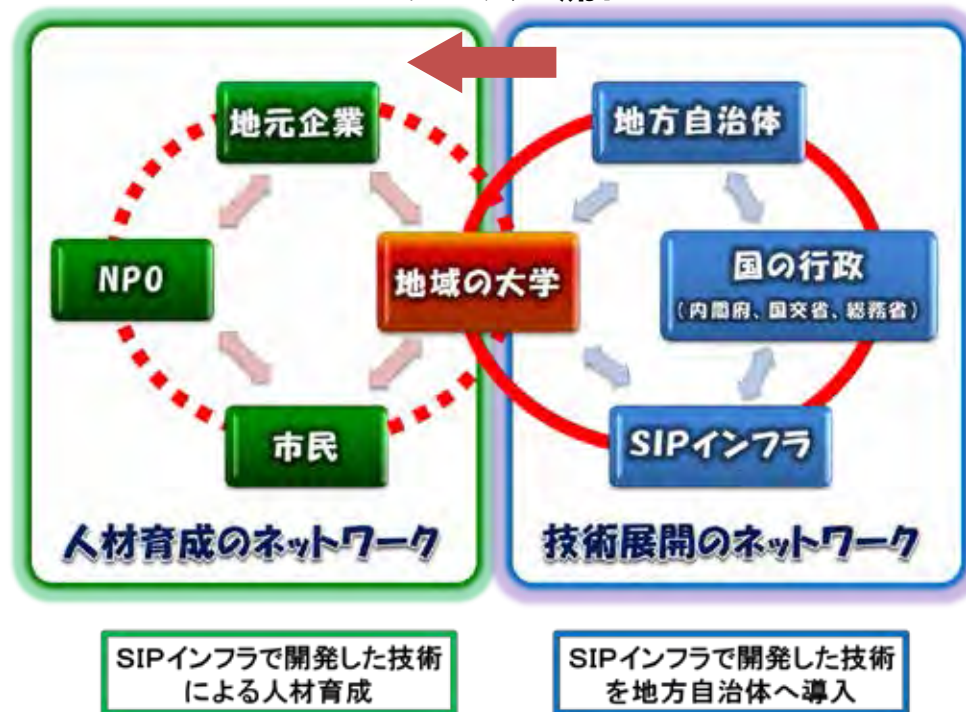 地元企業
地方自治体
NPO
地域の大学
国の行政
(内閣府、国交省、総務省)
市民
SIPインフラ
人材育成のネットワーク
技術展開のネットワーク
SIPインフラで開発した技術
による人材育成
SIPインフラで開発した技術
を地方自治体へ導入